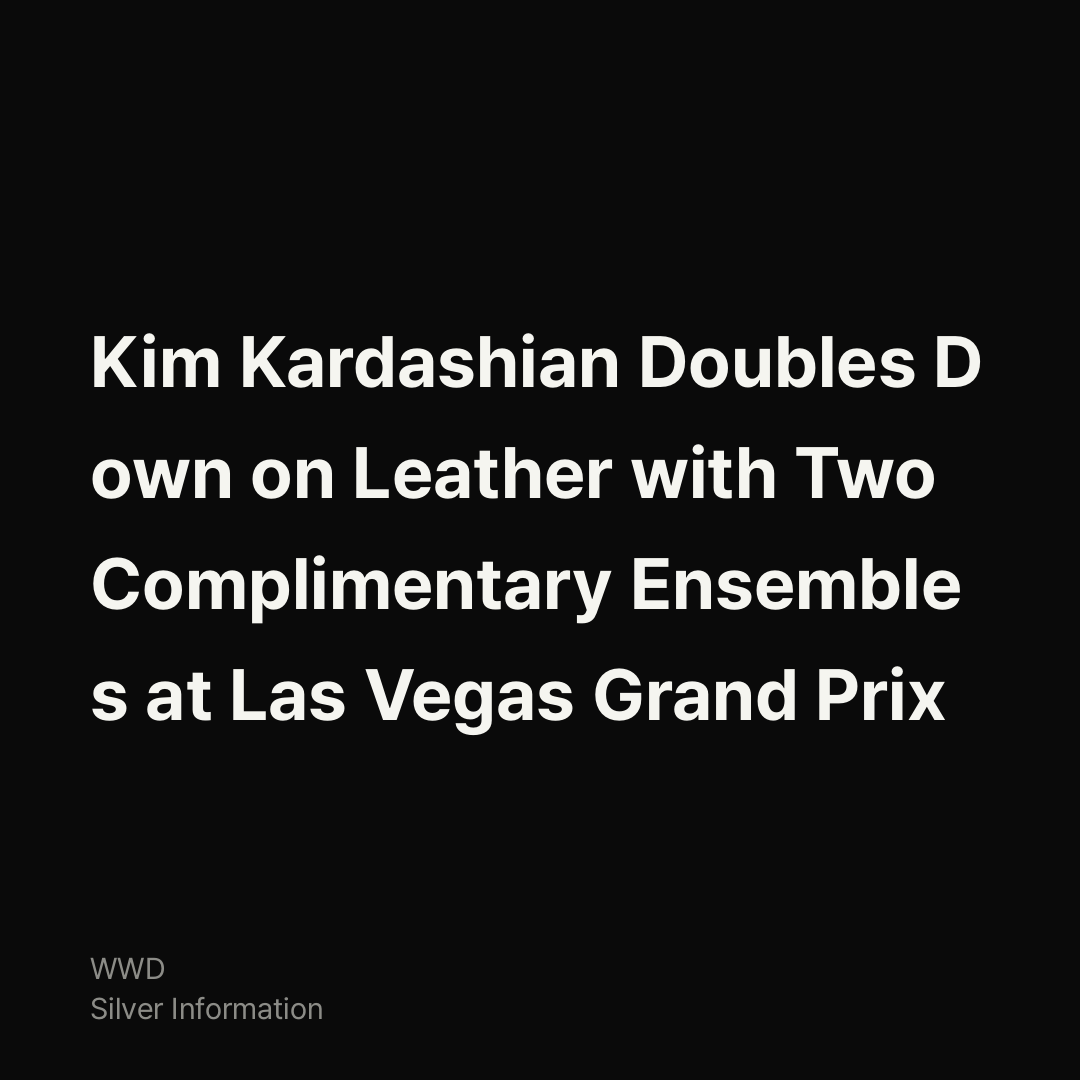 Kim Kardashian Doubles D
own on Leather with Two
Complimentary Ensemble
s at Las Vegas Grand Prix
WWD
Silver Information